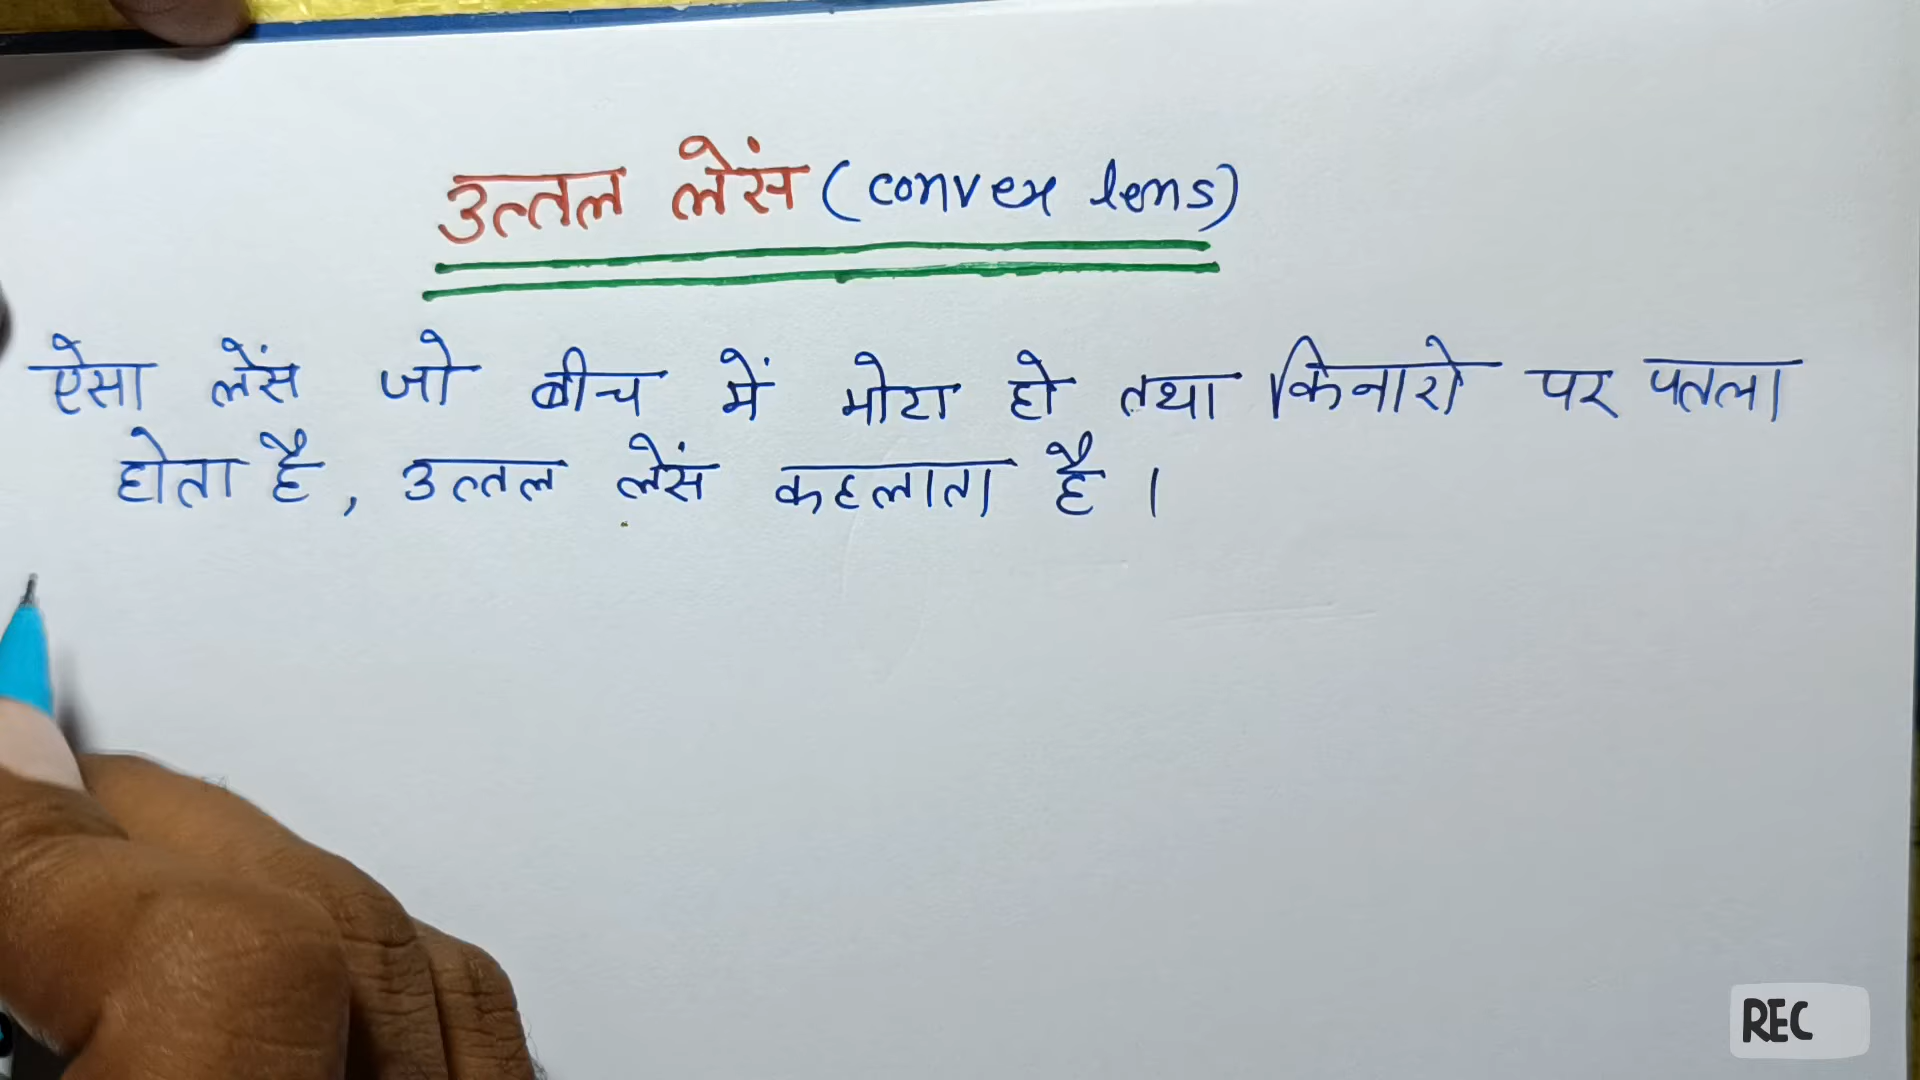 उत्तल लेंस (convex lens)
ऐसा लेंस जो बीच में मोटा हो तथा किनारो पर पतला
होता है, उत्तल लेंस कहलाता है ।
REC